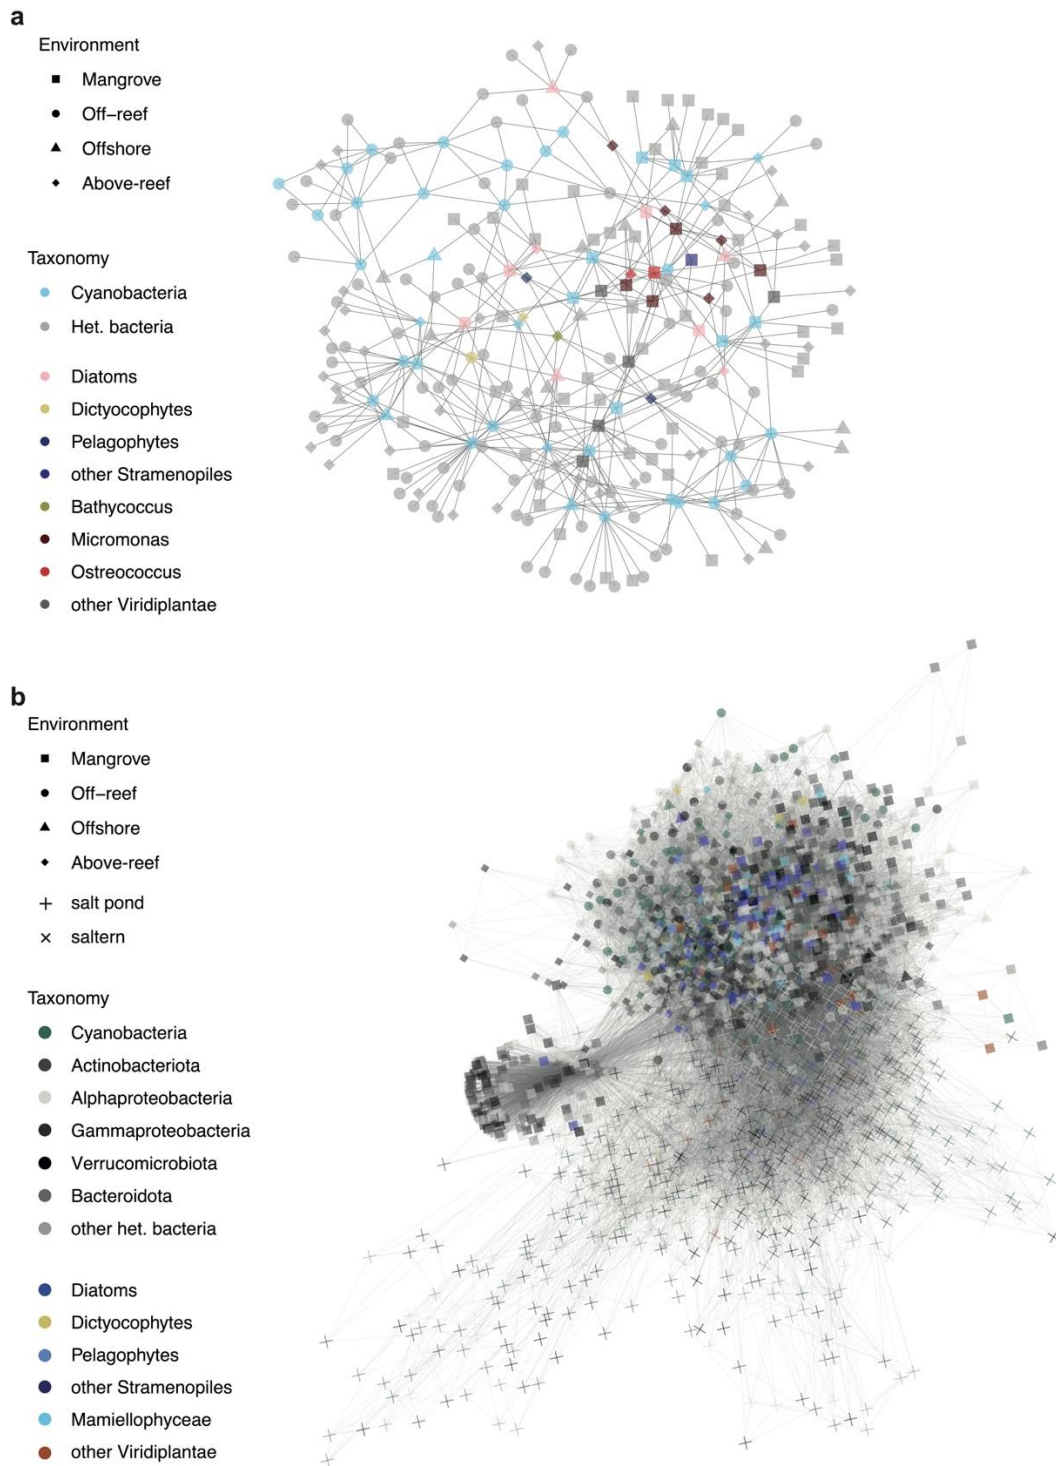 a
Environment
Mangrove
Off−reef
Offshore
Above-reef
Taxonomy
Cyanobacteria
Het. bacteria
Diatoms
Dictyocophytes
Pelagophytes
other Stramenopiles
Bathycoccus
Micromonas
Ostreococcus
other Viridiplantae
b
Environment
Mangrove
Off−reef
Offshore
Above-reef
salt pond
saltern
Taxonomy
Cyanobacteria
Actinobacteriota
Alphaproteobacteria
Gammaproteobacteria
Verrucomicrobiota
Bacteroidota
other het. bacteria
Diatoms
Dictyocophytes
Pelagophytes
other Stramenopiles
Mamiellophyceae
other Viridiplantae